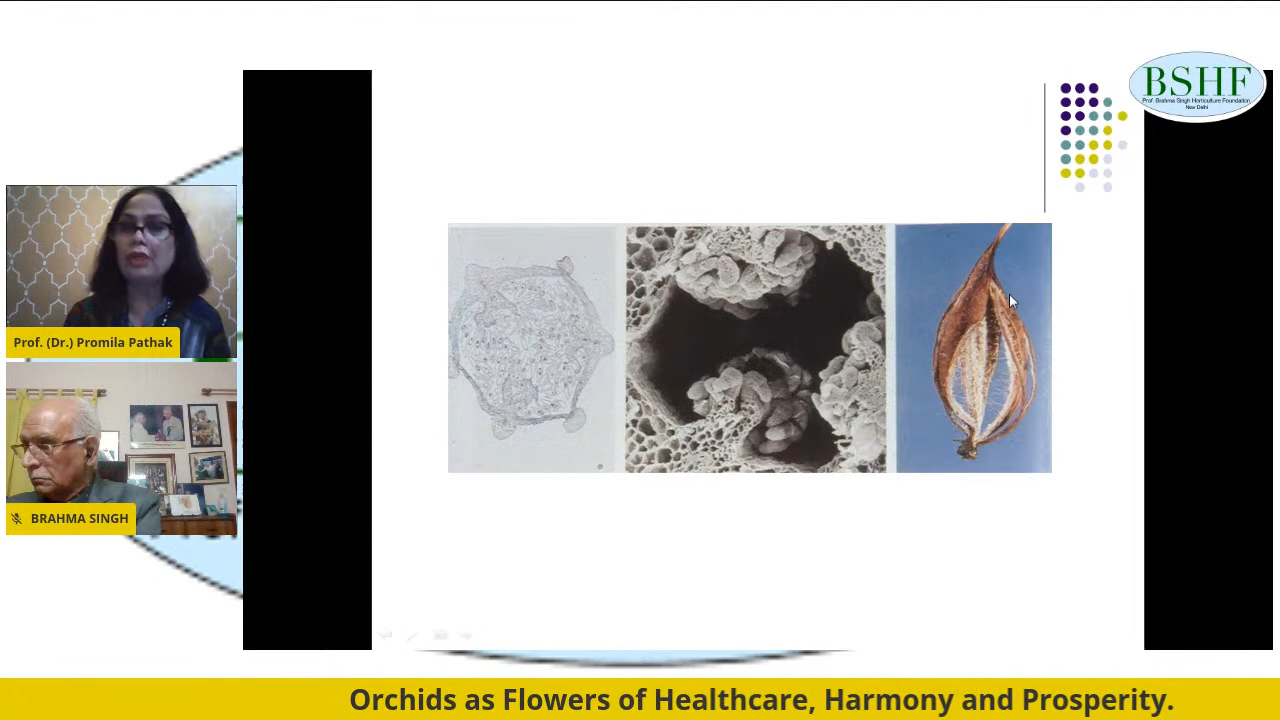 BSHF
Prof. Brahma Singh Horticulture Foundation
New Delhi
Prof. (Dr.) Promila Pathak
BRAHMA SINGH
Orchids as Flowers of Healthcare, Harmony and Prosperity.